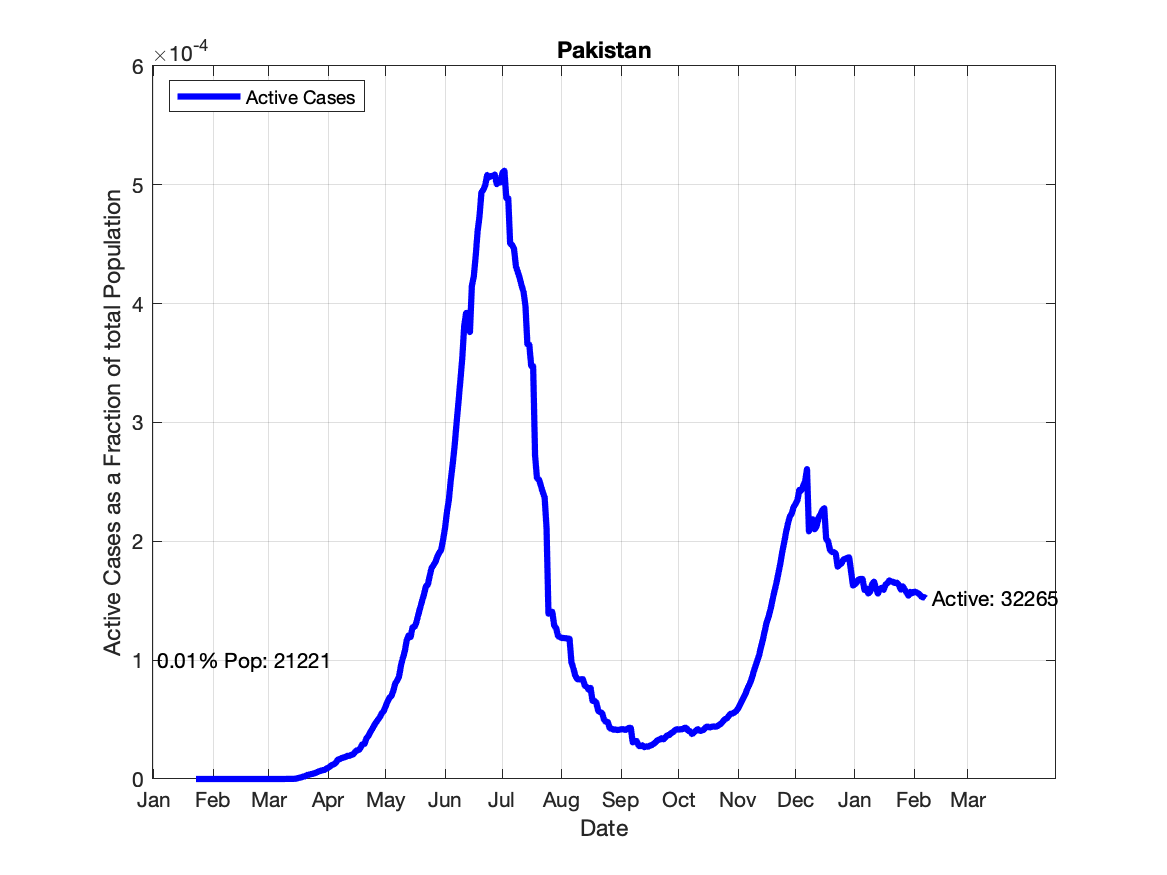 Pakistan
×10-4
Active Cases
6
5
4
3
2
1
0
Active Cases as a Fraction of total Population
0.01% Pop: 21221
Active: 32265
Jan Feb Mar Apr May Jun Jul Aug Sep Oct Nov Dec Jan Feb Mar
Date